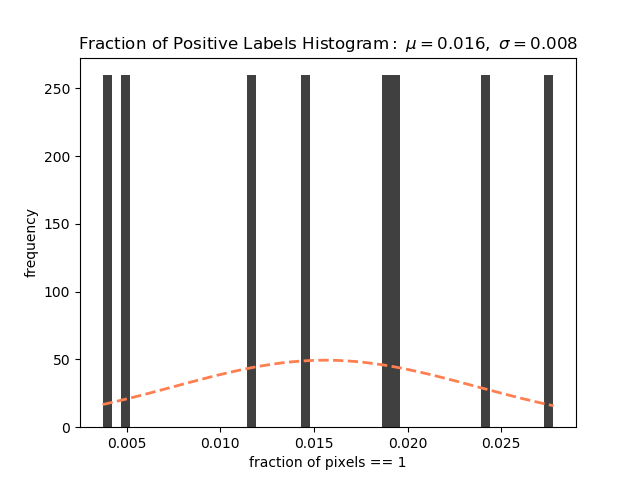 Fraction of Positive Labels Histogram : μ = 0.016, σ = 0.008
250
200
150
100
50
0
frequency
0.005 0.010 0.015 0.020 0.025
fraction of pixels == 1